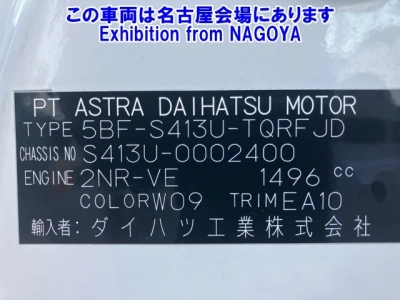 この車両は名古屋会場にあります
Exhibition from NAGOYA
PT ASTRA DAIHATSU MOTOR
TYPE 5BF-S413U-TQRFJD
CHASSIS NO S413U-0002400
ENGINE 2NR-VE 1496 cc
COLOR W09 TRIM EA10
輸入者: ダイハツ工業株式会社